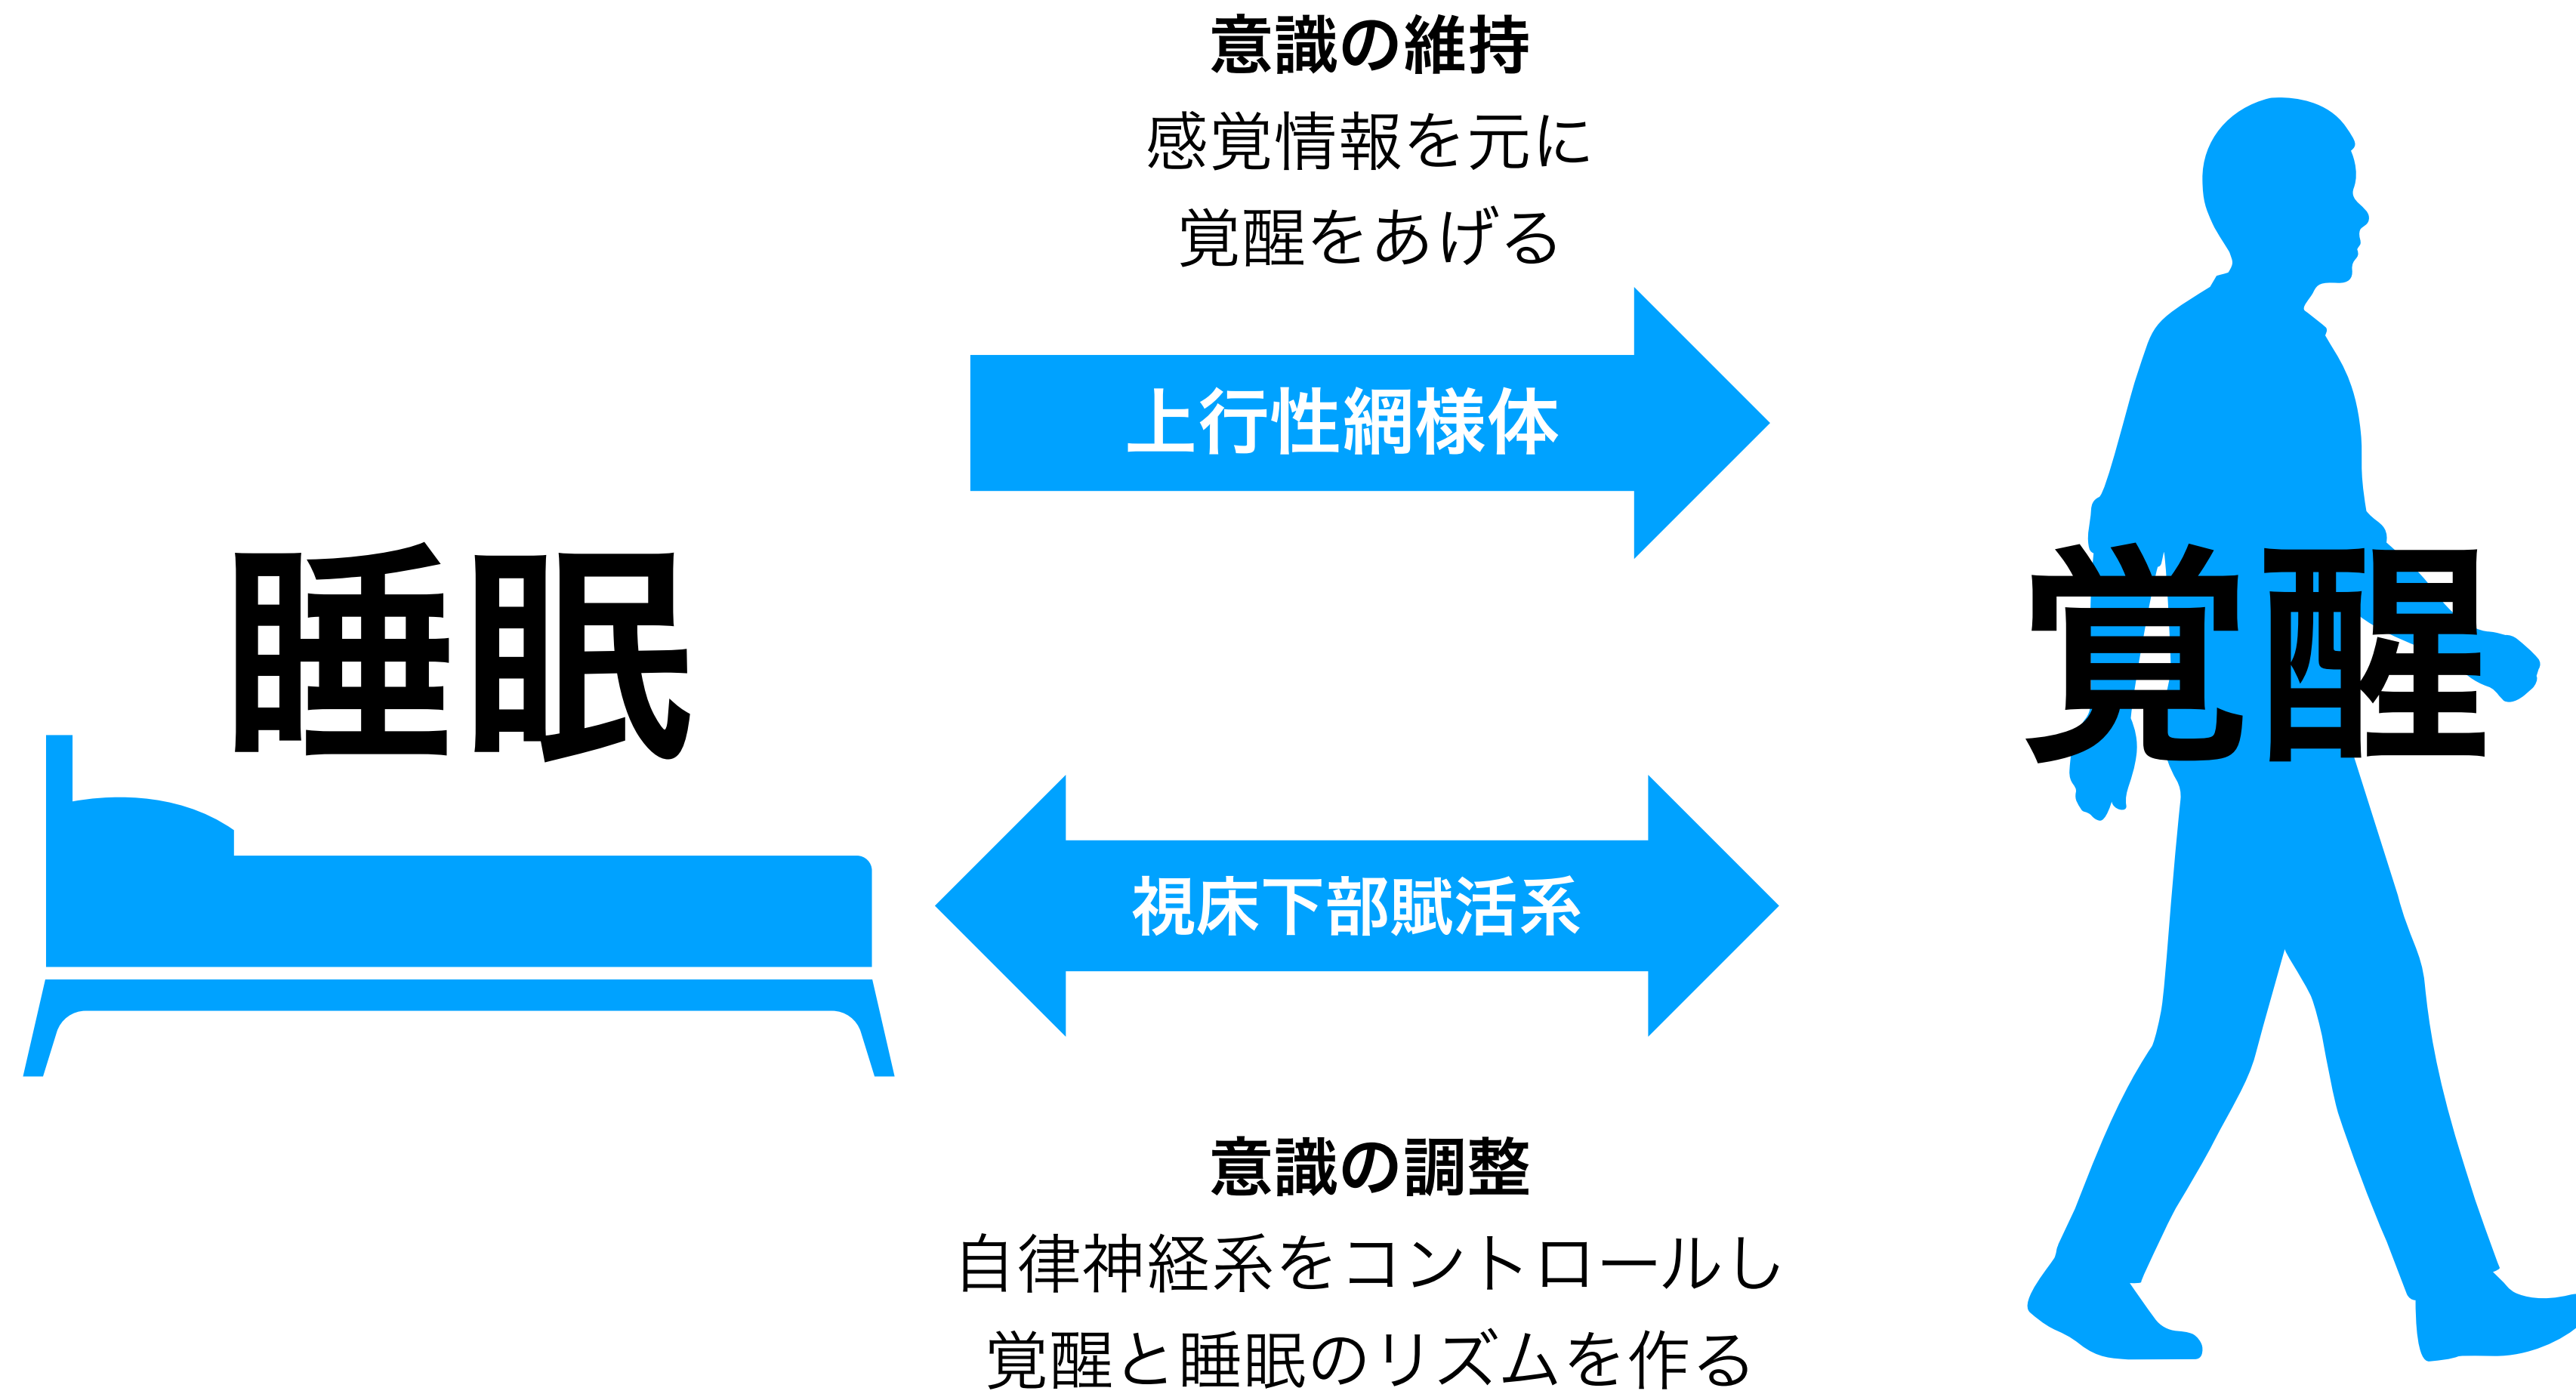 意識の維持
感覚情報を元に
覚醒をあげる
上行性網様体
睡眠
覚醒
視床下部賦活系
意識の調整
自律神経系をコントロールし
覚醒と睡眠のリズムを作る